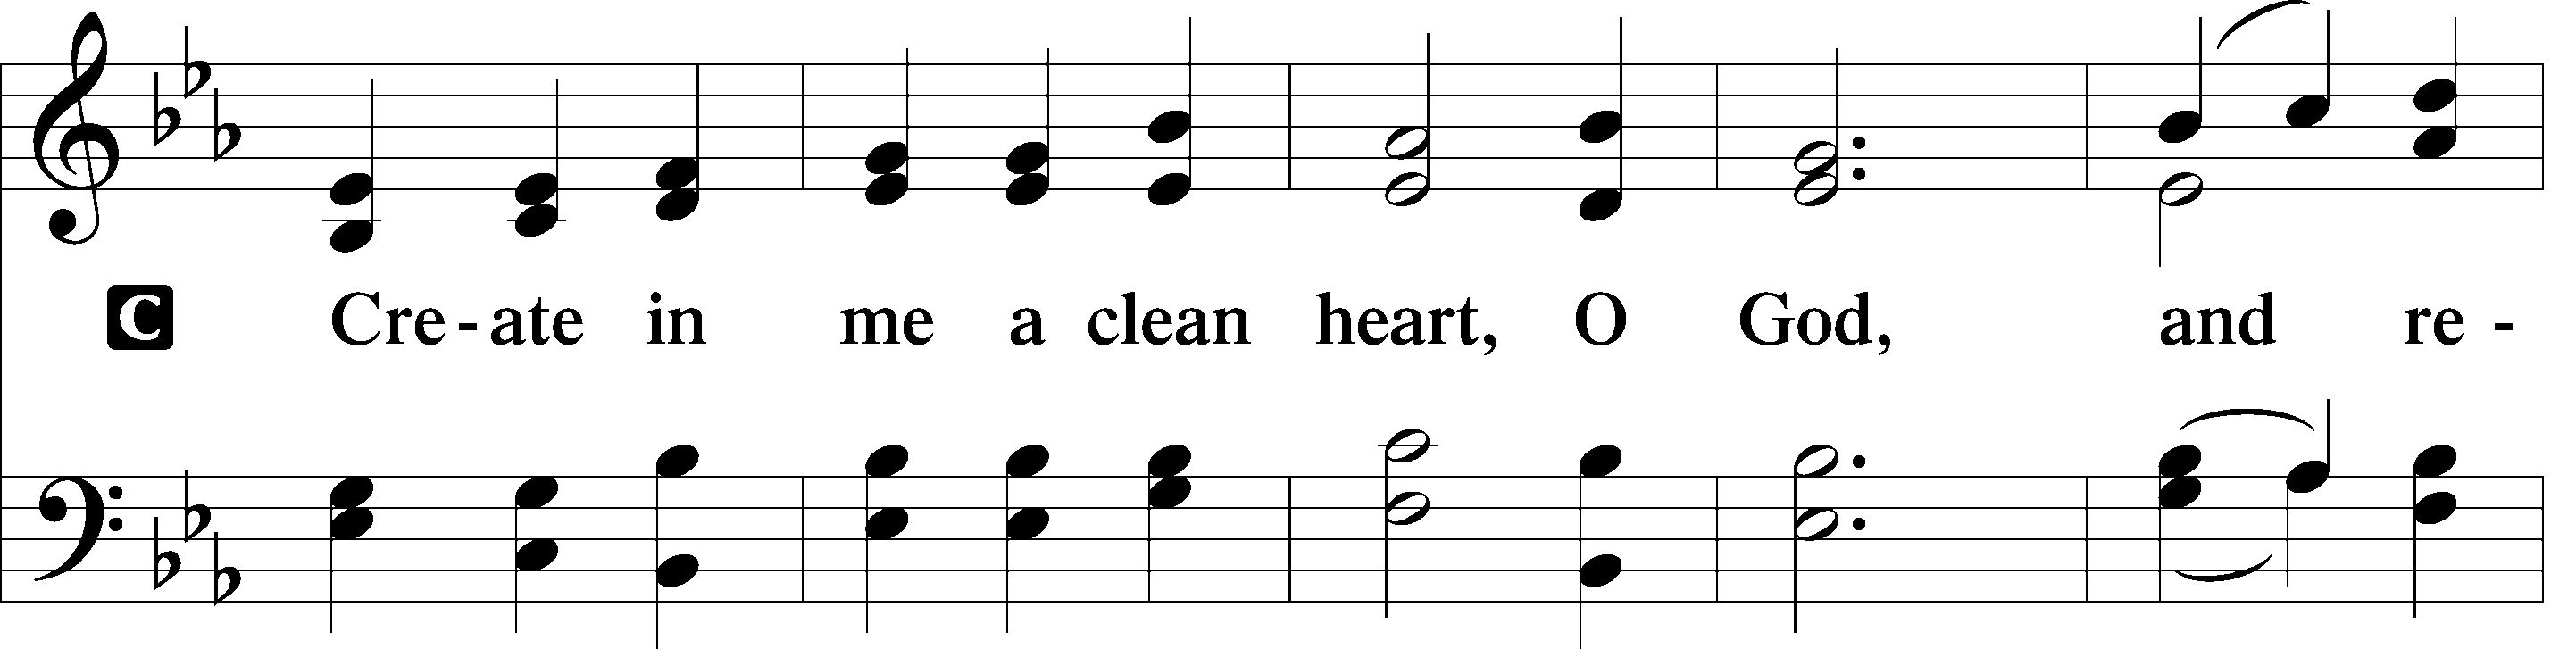 C Cre - ate in me a clean heart, O God, and re -